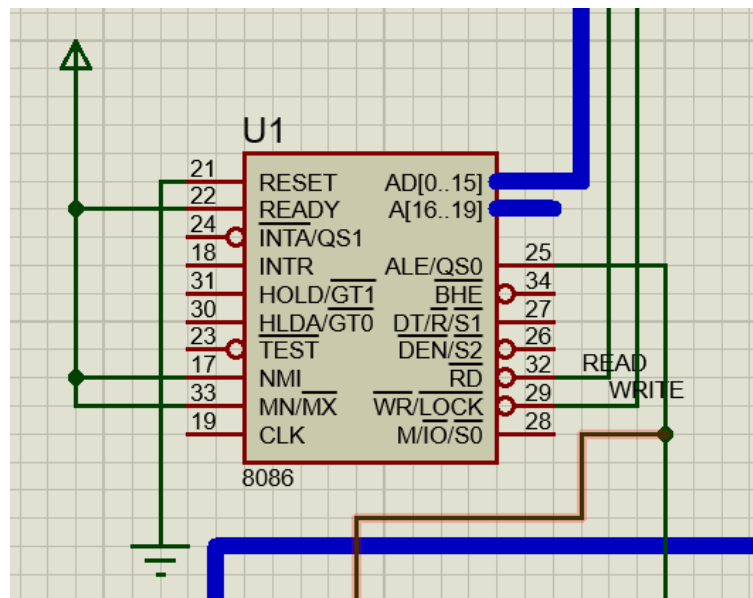 U1
21 RESET AD[0..15]
22 READY A[16..19]
24 INTA/QS1
18 INTR ALE/QS0 25
31 HOLD/GT1 BHE 34
30 HLDA/GT0 DT/R/S1 27
23 TEST DEN/S2 26
17 NMI RD 32 READ
33 MN/MX WR/LOCK 29 WRITE
19 CLK M/IO/S0 28
8086